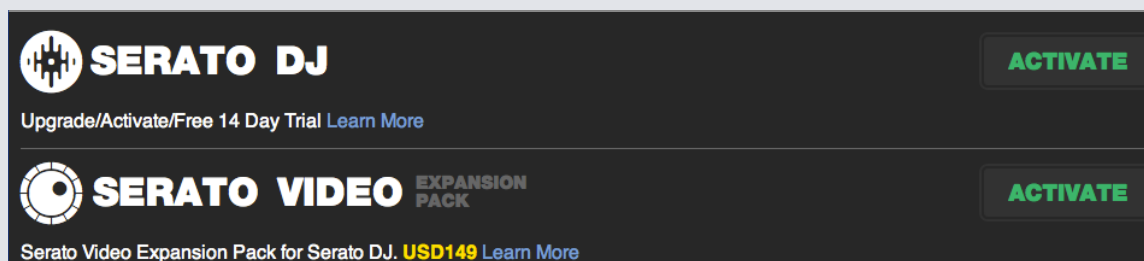 SERATO DJ
ACTIVATE
Upgrade/Activate/Free 14 Day Trial Learn More
SERATO VIDEO EXPANSION PACK
ACTIVATE
Serato Video Expansion Pack for Serato DJ. USD149 Learn More